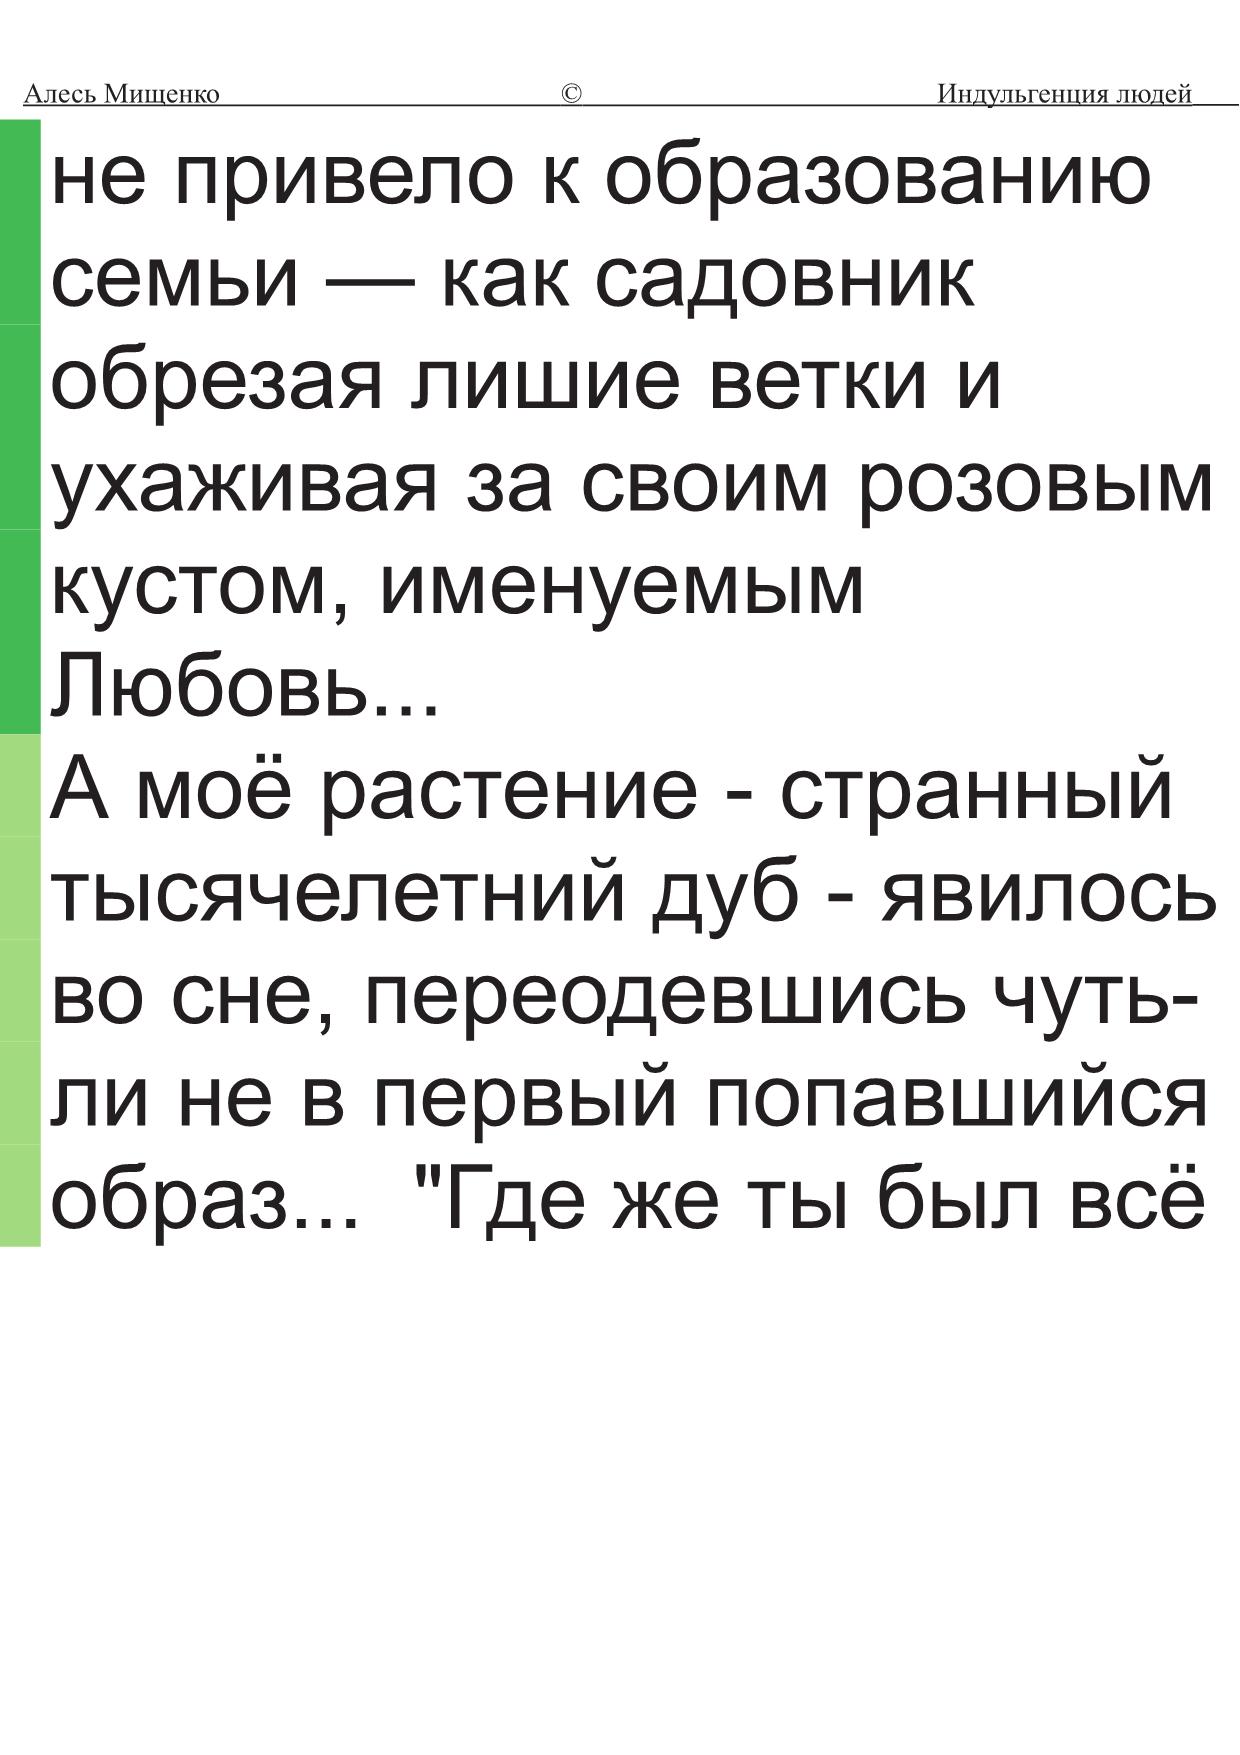 Алесь Мищенко © Индульгенция людей
не привело к образованию
семьи — как садовник
обрезая лишие ветки и
ухаживая за своим розовым
кустом, именуемым
Любовь...
А моё растение - странный
тысячелетний дуб - явилось
во сне, переодевшись чуть-
ли не в первый попавшийся
образ... "Где же ты был всё